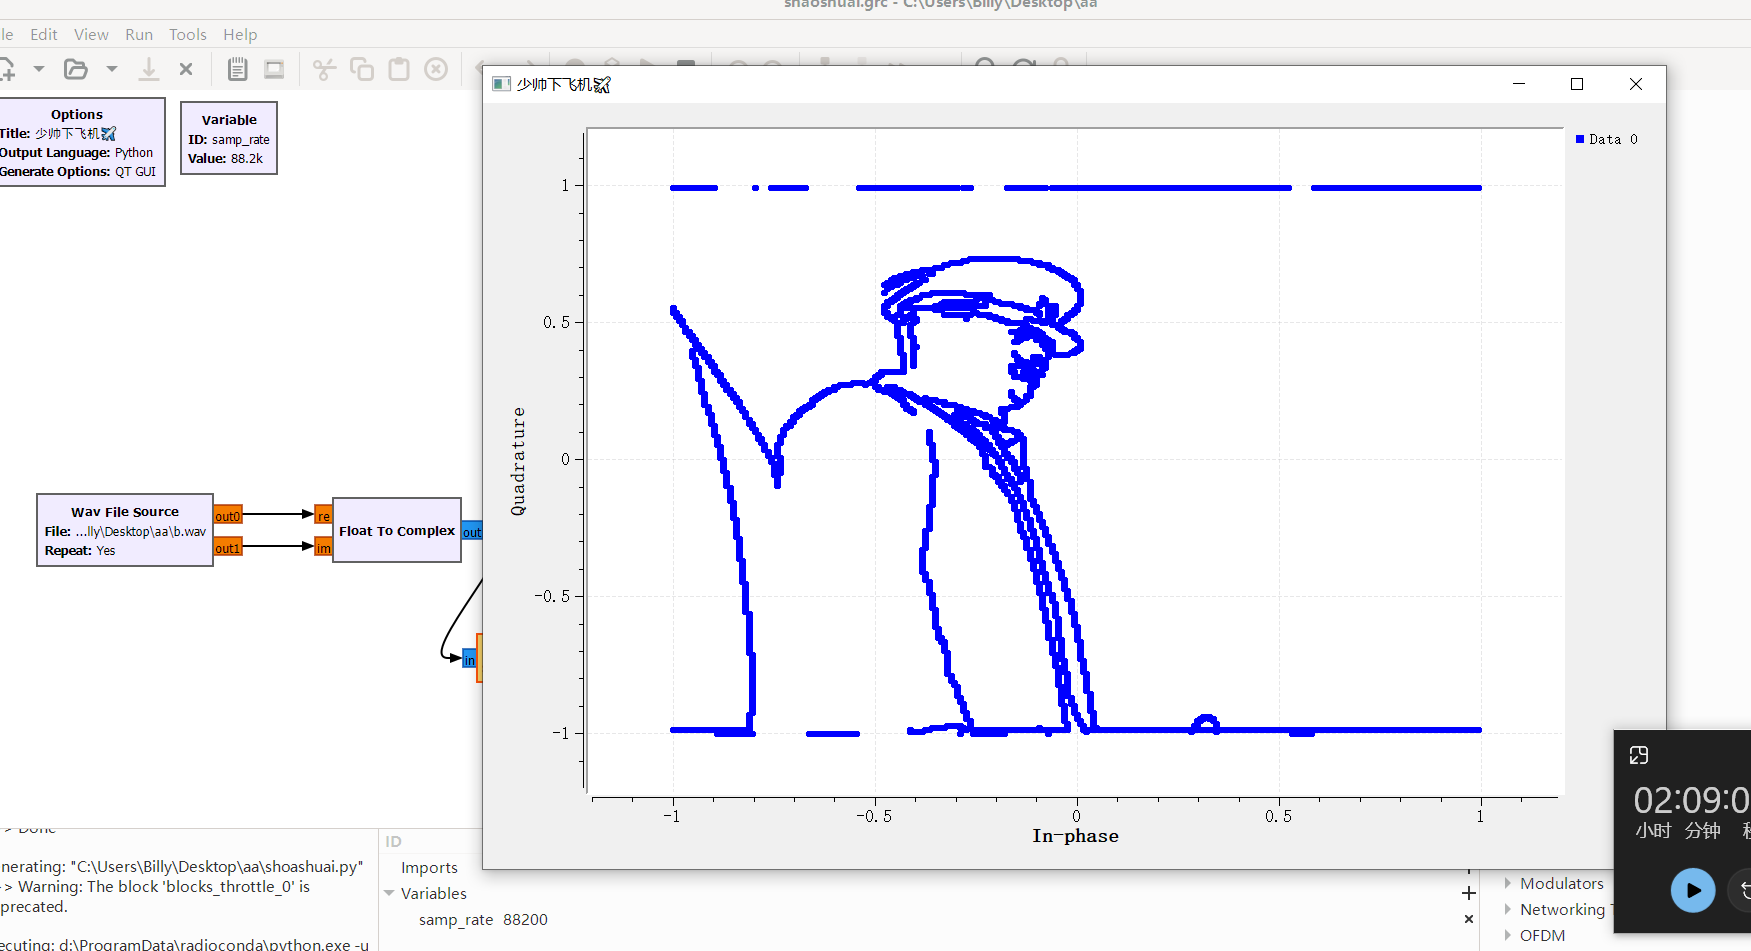 shaoshuai.grc - C:\Users\Billy\Desktop\aa
Edit View Run Tools Help
Options
Title: 少帅下飞机
Output Language: Python
Generate Options: QT GUI
Variable
ID: samp_rate
Value: 88.2k
少帅下飞机
Data 0
1
0.5
0
-0.5
-1
Quadrature
-1 -0.5 0 0.5 1
In-phase
Wav File Source
File: ...lly\Desktop\aa\b.wav
Repeat: Yes
out0
out1
re
im
Float To Complex
out
in
02:09:0
小时 分钟
> Done
nerating: "C:\Users\Billy\Desktop\aa\shoashuai.py"
> Warning: The block 'blocks_throttle_0' is
precated.
ecuting: d:\ProgramData\radioconda\python.exe -u
ID
Imports
Variables
samp_rate 88200
Modulators
Networking
OFDM